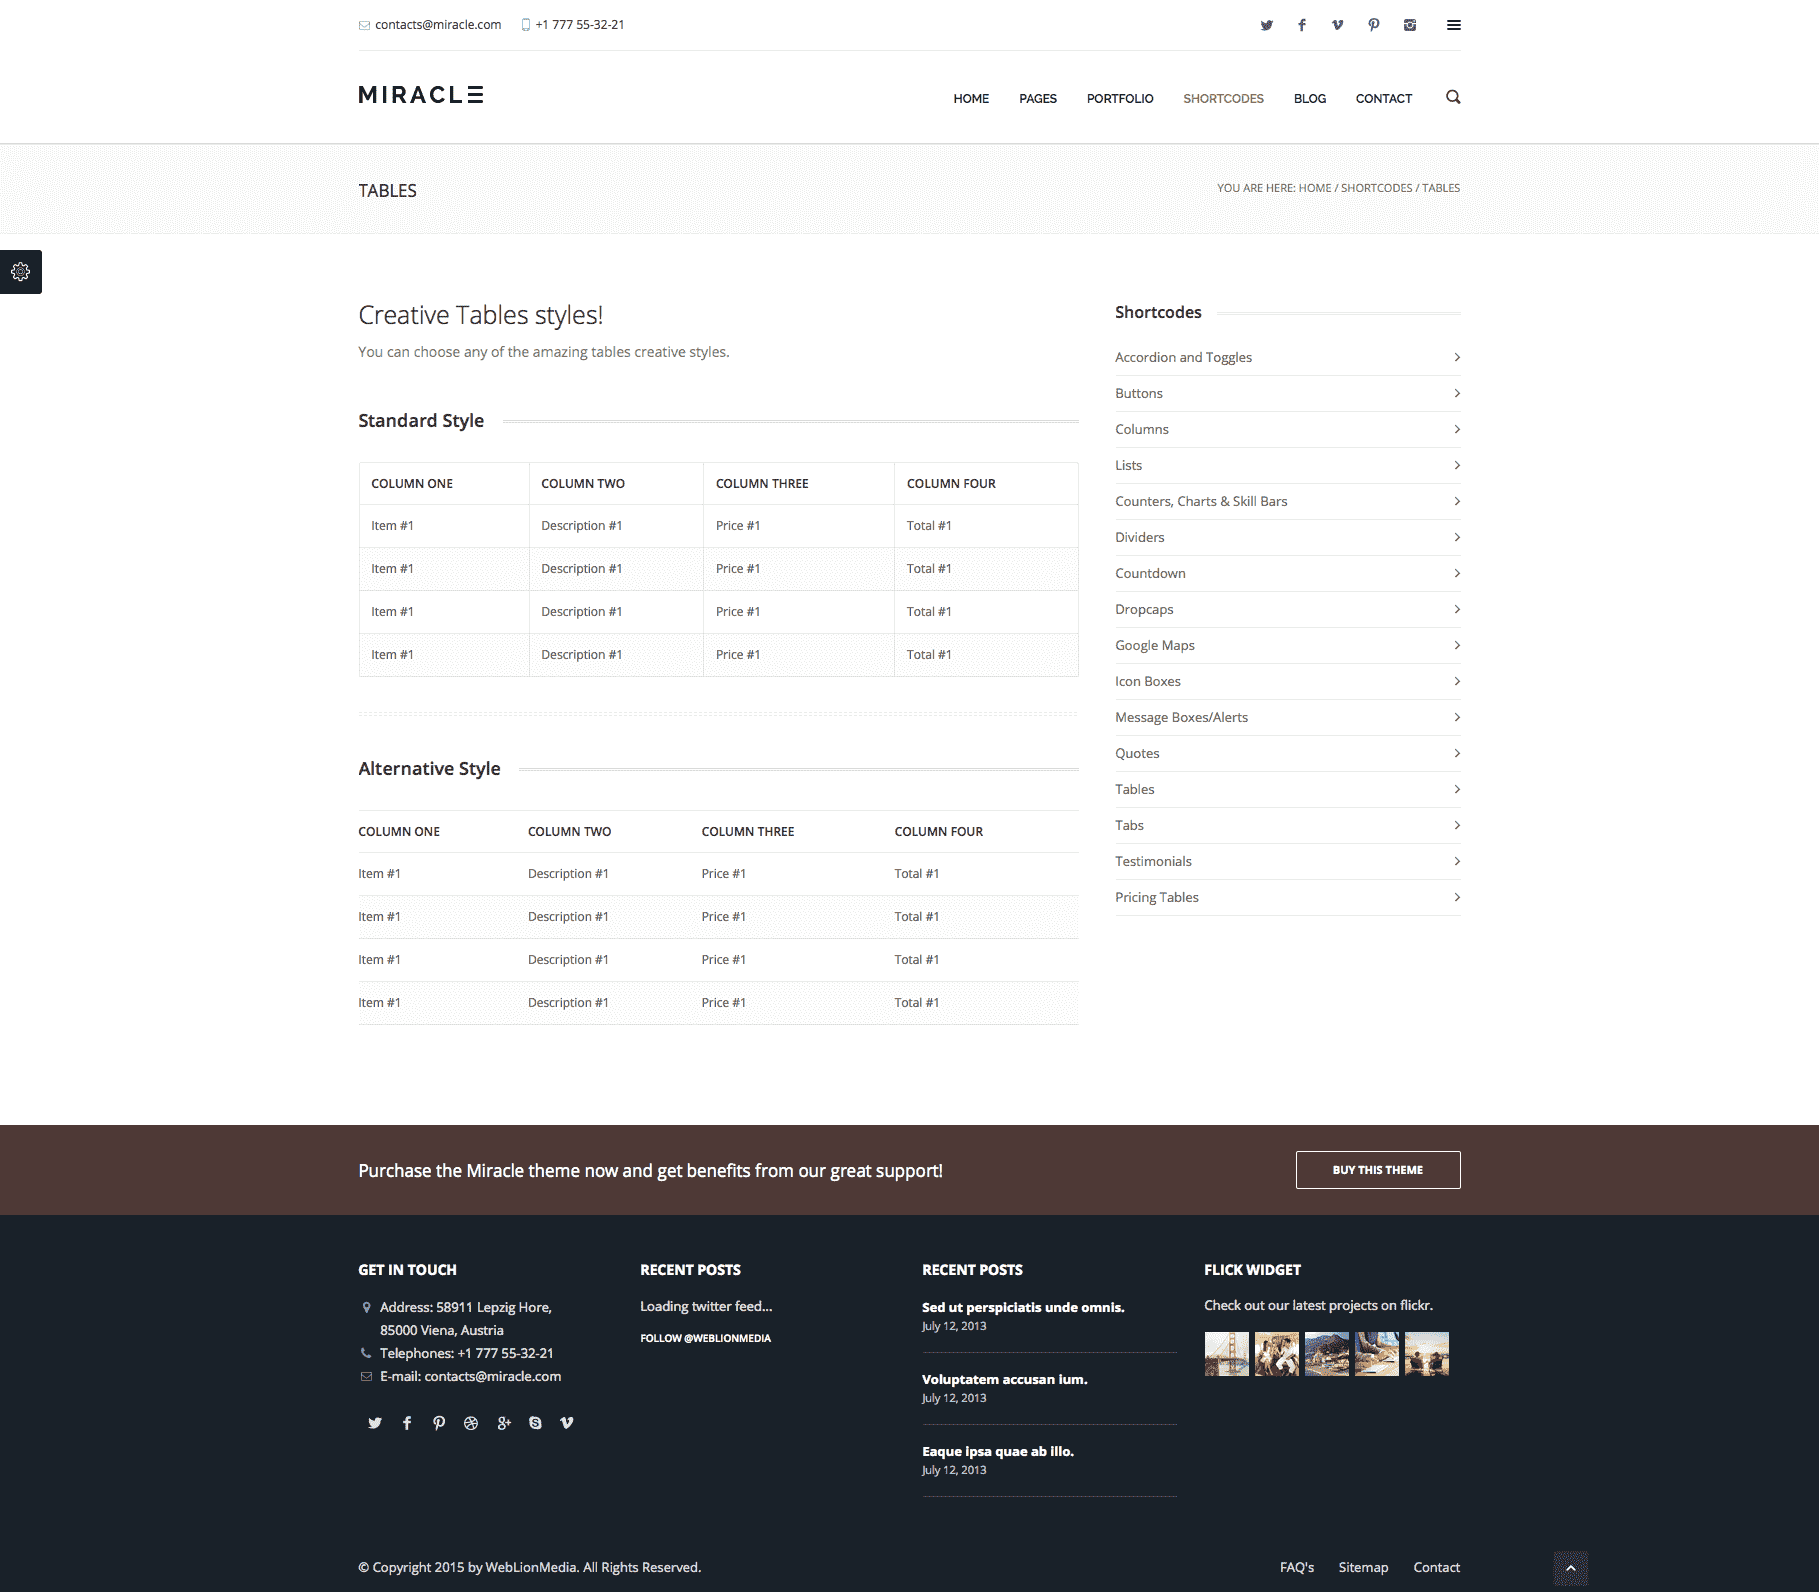 contacts@miracle.com +1 777 55-32-21
MIRACLE
HOME PAGES PORTFOLIO SHORTCODES BLOG CONTACT
TABLES
YOU ARE HERE: HOME / SHORTCODES / TABLES
Creative Tables styles!
You can choose any of the amazing tables creative styles.
Standard Style
COLUMN ONE COLUMN TWO COLUMN THREE COLUMN FOUR
Item #1 Description #1 Price #1 Total #1
Item #1 Description #1 Price #1 Total #1
Item #1 Description #1 Price #1 Total #1
Item #1 Description #1 Price #1 Total #1
Alternative Style
COLUMN ONE COLUMN TWO COLUMN THREE COLUMN FOUR
Item #1 Description #1 Price #1 Total #1
Item #1 Description #1 Price #1 Total #1
Item #1 Description #1 Price #1 Total #1
Item #1 Description #1 Price #1 Total #1
Shortcodes
Accordion and Toggles
Buttons
Columns
Lists
Counters, Charts & Skill Bars
Dividers
Countdown
Dropcaps
Google Maps
Icon Boxes
Message Boxes/Alerts
Quotes
Tables
Tabs
Testimonials
Pricing Tables
Purchase the Miracle theme now and get benefits from our great support!
BUY THIS THEME
GET IN TOUCH
Address: 58911 Lepzig Hore,
85000 Viena, Austria
Telephones: +1 777 55-32-21
E-mail: contacts@miracle.com
RECENT POSTS
Loading twitter feed...
FOLLOW @WEBLIONMEDIA
RECENT POSTS
Sed ut perspiciatis unde omnis.
July 12, 2013
Voluptatem accusan ium.
July 12, 2013
Eaque ipsa quae ab illo.
July 12, 2013
FLICK WIDGET
Check out our latest projects on flickr.
© Copyright 2015 by WebLionMedia. All Rights Reserved.
FAQ's Sitemap Contact